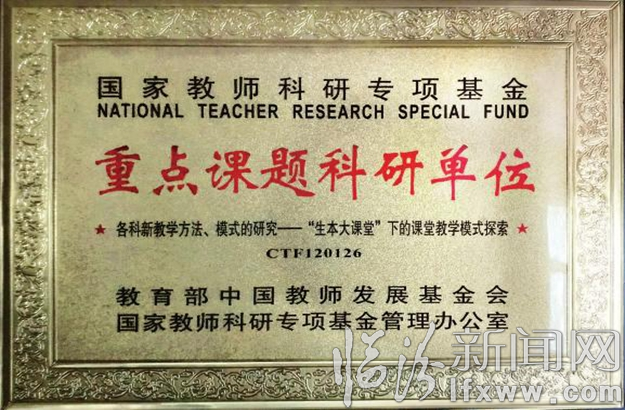 国家教师科研专项基金
NATIONAL TEACHER RESEARCH SPECIAL FUND
重点课题科研单位
★ 各科新教学方法、模式的研究——“生本大课堂”下的课堂教学模式探索 ★
CTF120126
教育部中国教师发展基金会
国家教师科研专项基金管理办公室
临汾新闻网
lfxww.com